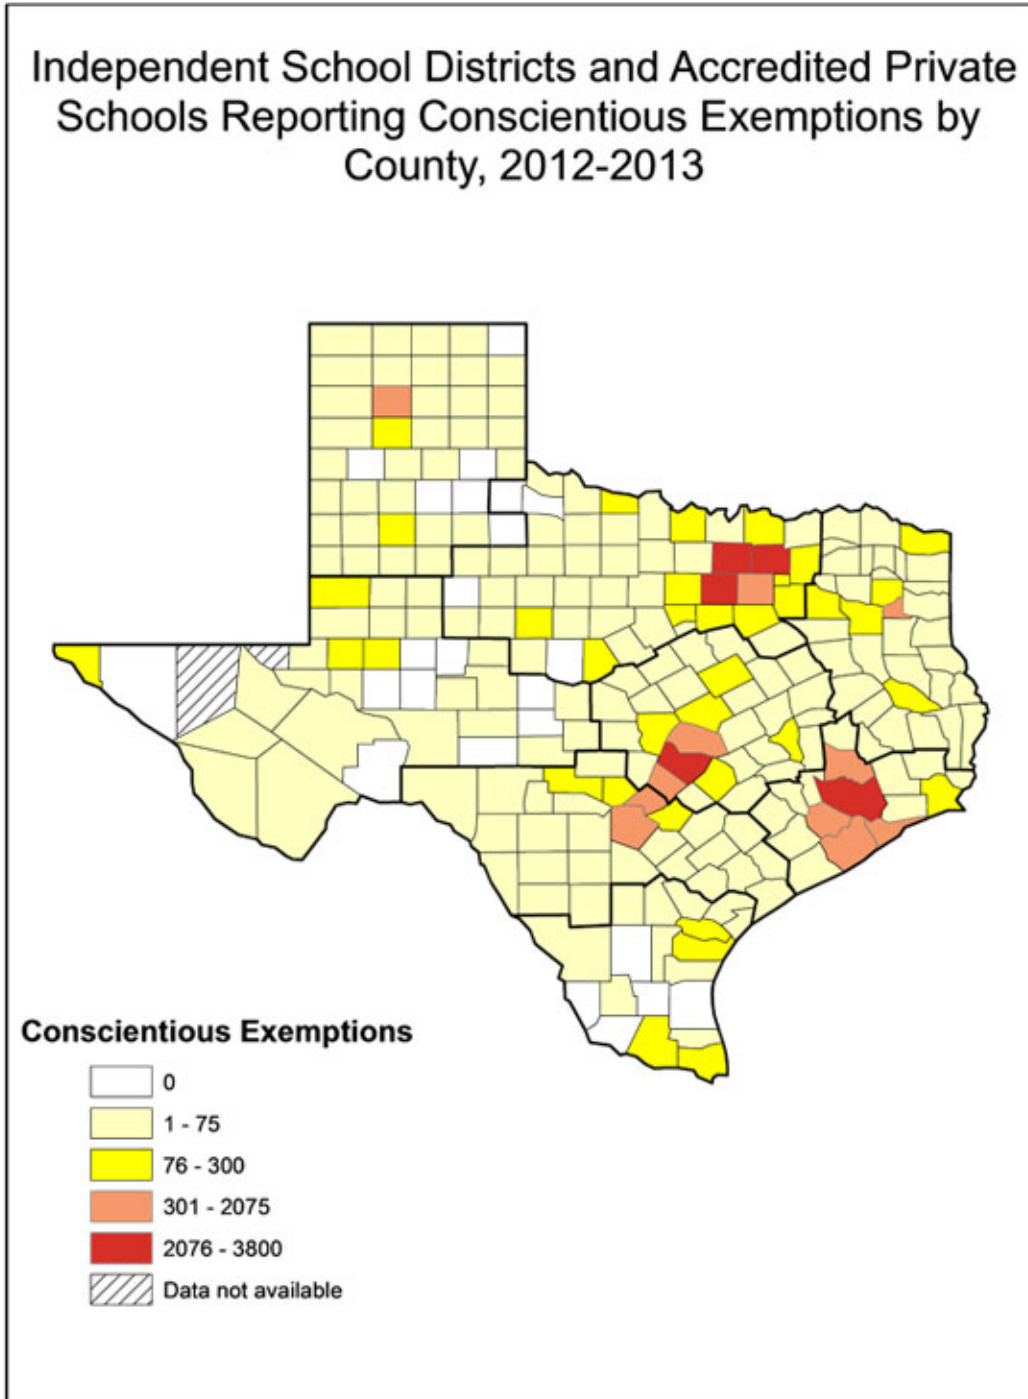 Independent School Districts and Accredited Private
Schools Reporting Conscientious Exemptions by
County, 2012-2013
Conscientious Exemptions
0
1 - 75
76 - 300
301 - 2075
2076 - 3800
Data not available